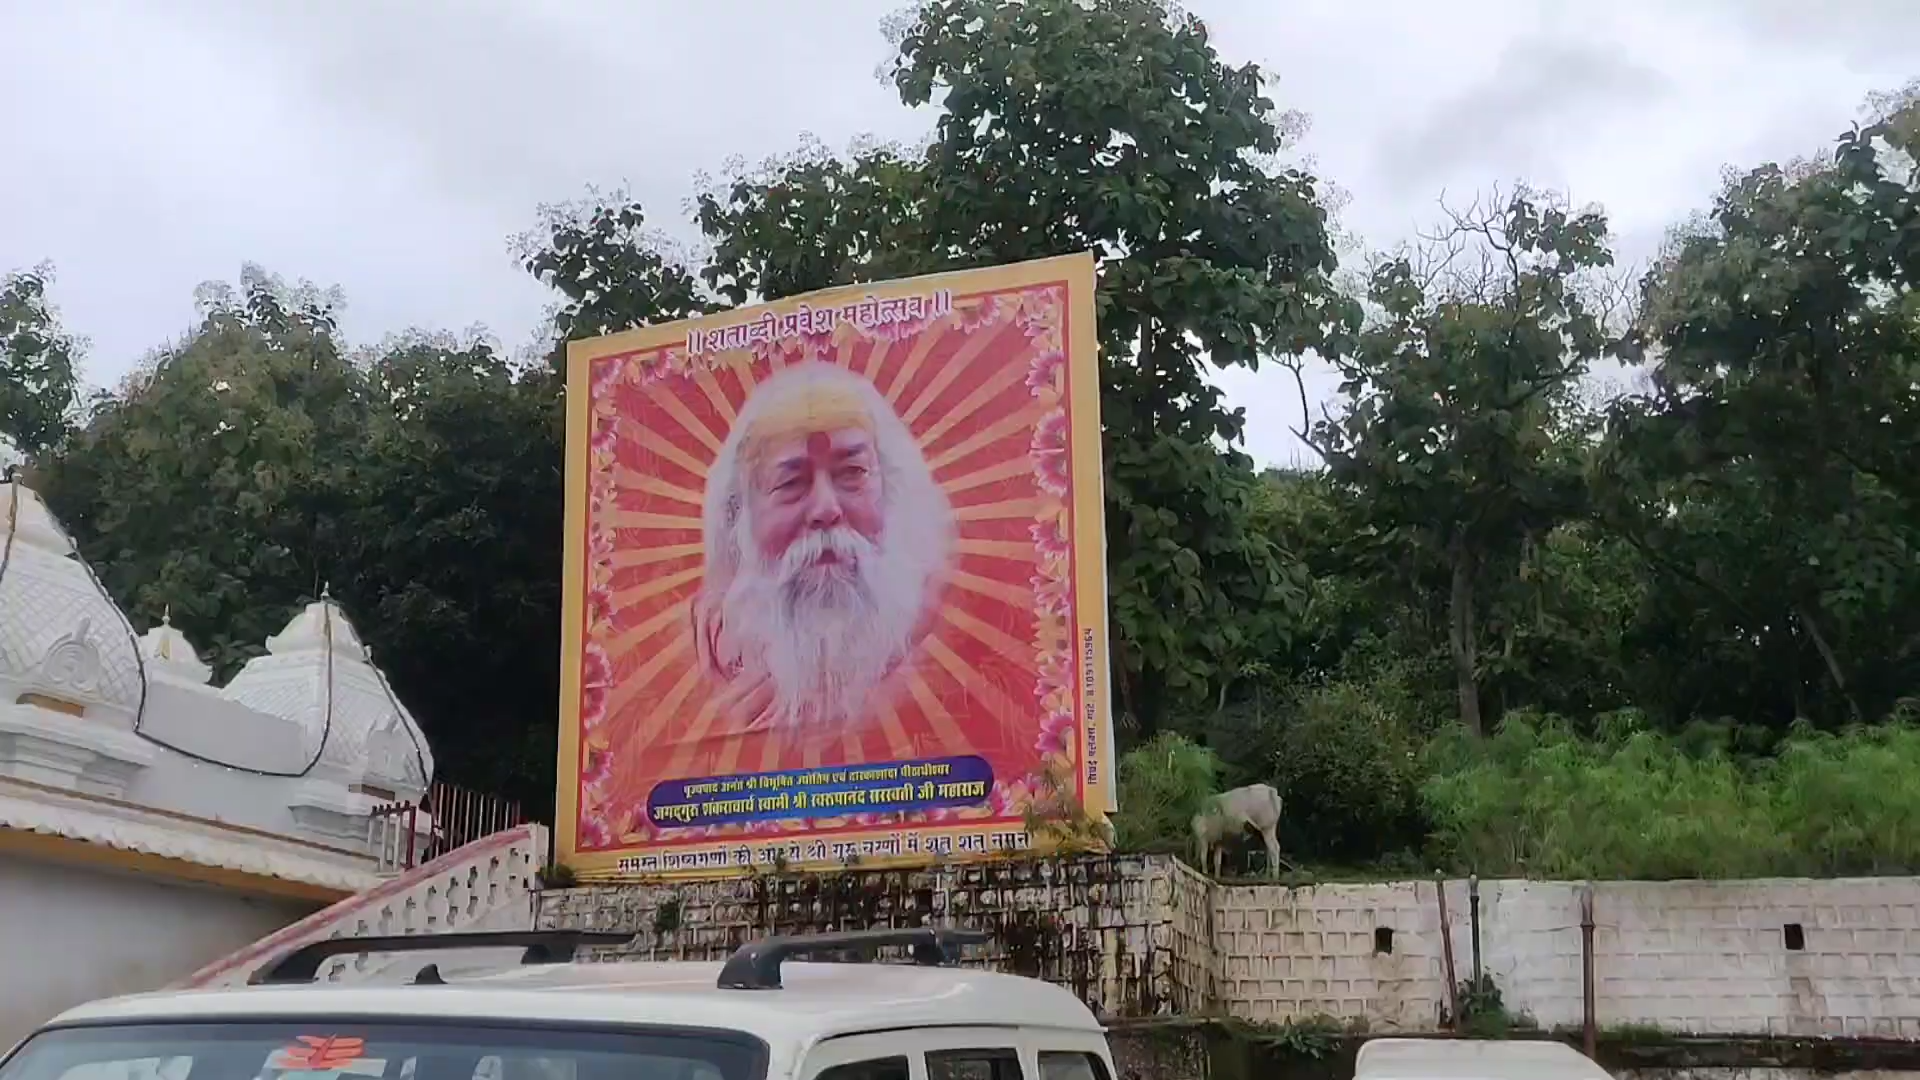 ॥ शताब्दी प्रवेश महोत्सव ॥
पूज्यपाद अनंत श्री विभूषित ज्योतिष एवं द्वारकाशारदा पीठाधीश्वर
जगद्गुरु शंकराचार्य स्वामी श्री स्वरुपानंद सरस्वती जी महाराज
समस्त शिष्यगणों की ओर से श्री गुरु चरणों में शत् शत् नमन